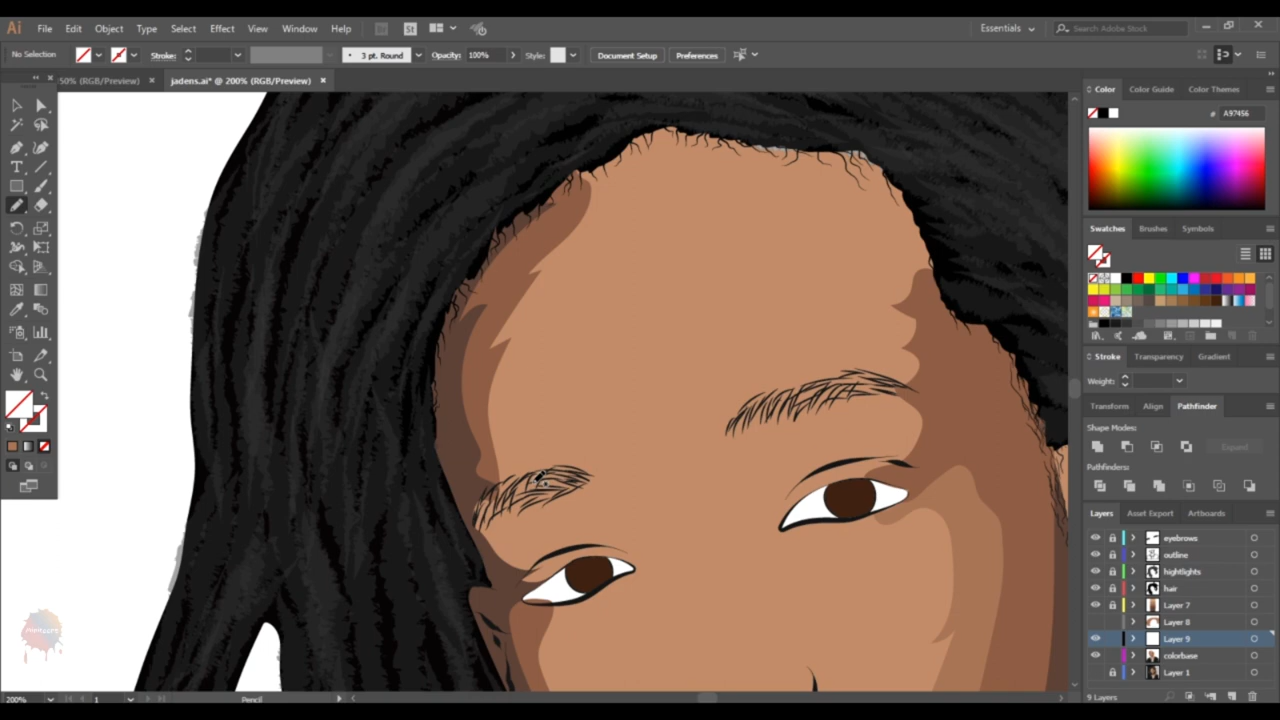 Ai File Edit Object Type Select Effect View Window Help St Essentials Search Adobe Stock
No Selection Stroke: 3 pt. Round Opacity: 100% Style: Document Setup Preferences
50% (RGB/Preview) × jadens.ai* @ 200% (RGB/Preview) ×
Color Color Guide Color Themes
# A97456
Swatches Brushes Symbols
Stroke Transparency Gradient
Weight:
Transform Align Pathfinder
Shape Modes:
Expand
Pathfinders:
Layers Asset Export Artboards
eyebrows
outline
hightlights
hair
Layer 7
Layer 8
Layer 9
colorbase
Layer 1
200% 1 Pencil 9 Layers